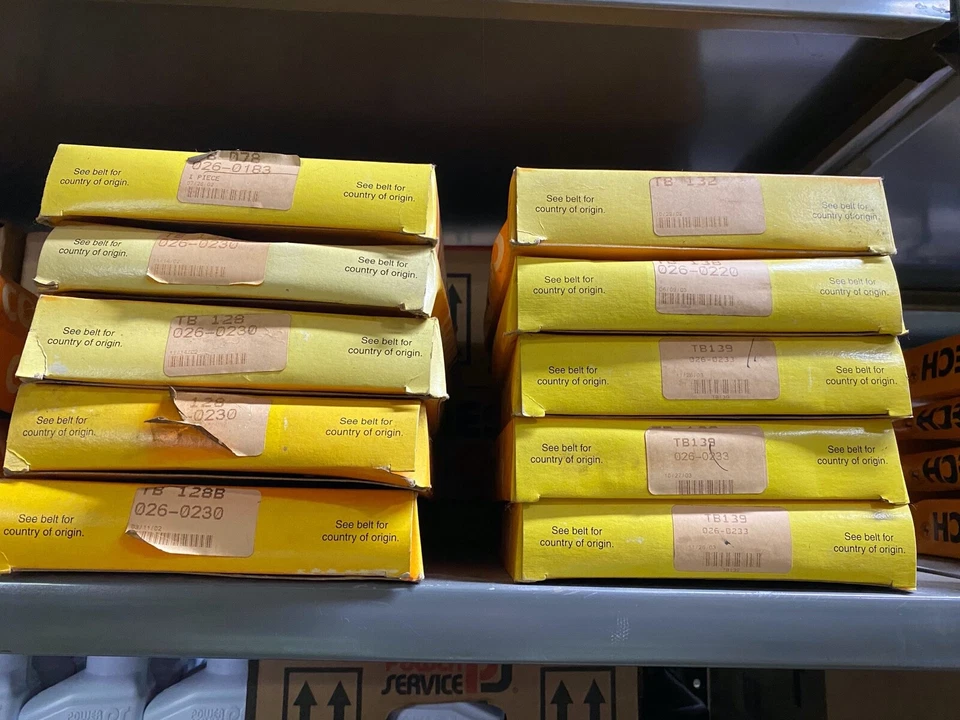 TB 078
026-0183
1 PIECE
See belt for
country of origin.
See belt for
country of origin.
See belt for
country of origin.
026-0230
See belt for
country of origin.
See belt for
country of origin.
TB 128
026-0230
See belt for
country of origin.
See belt for
country of origin.
128
-0230
See belt for
country of origin.
See belt for
country of origin.
TB 128B
026-0230
See belt for
country of origin.
See belt for
country of origin.
TB 132
See belt for
country of origin.
See belt for
country of origin.
026-0220
See belt for
country of origin.
See belt for
country of origin.
TB139
026-0233
See belt for
country of origin.
See belt for
country of origin.
TB139
026-0233
See belt for
country of origin.
See belt for
country of origin.
TB139
026-0233
See belt for
country of origin.
ECH
ECH
ECH
ECH
POWER
SERVICE